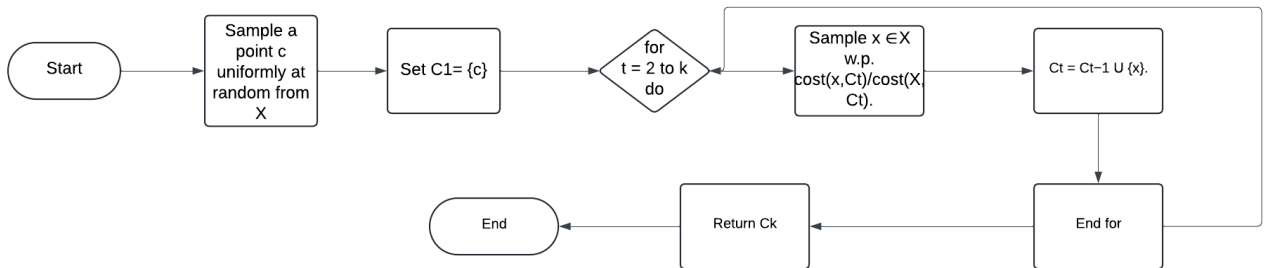 Start
Sample a
point c
uniformly at
random from
X
Set C1= {c}
for
t = 2 to k
do
Sample x ∈X
w.p.
cost(x,Ct)/cost(X,
Ct).
Ct = Ct−1 U {x}.
End for
Return Ck
End